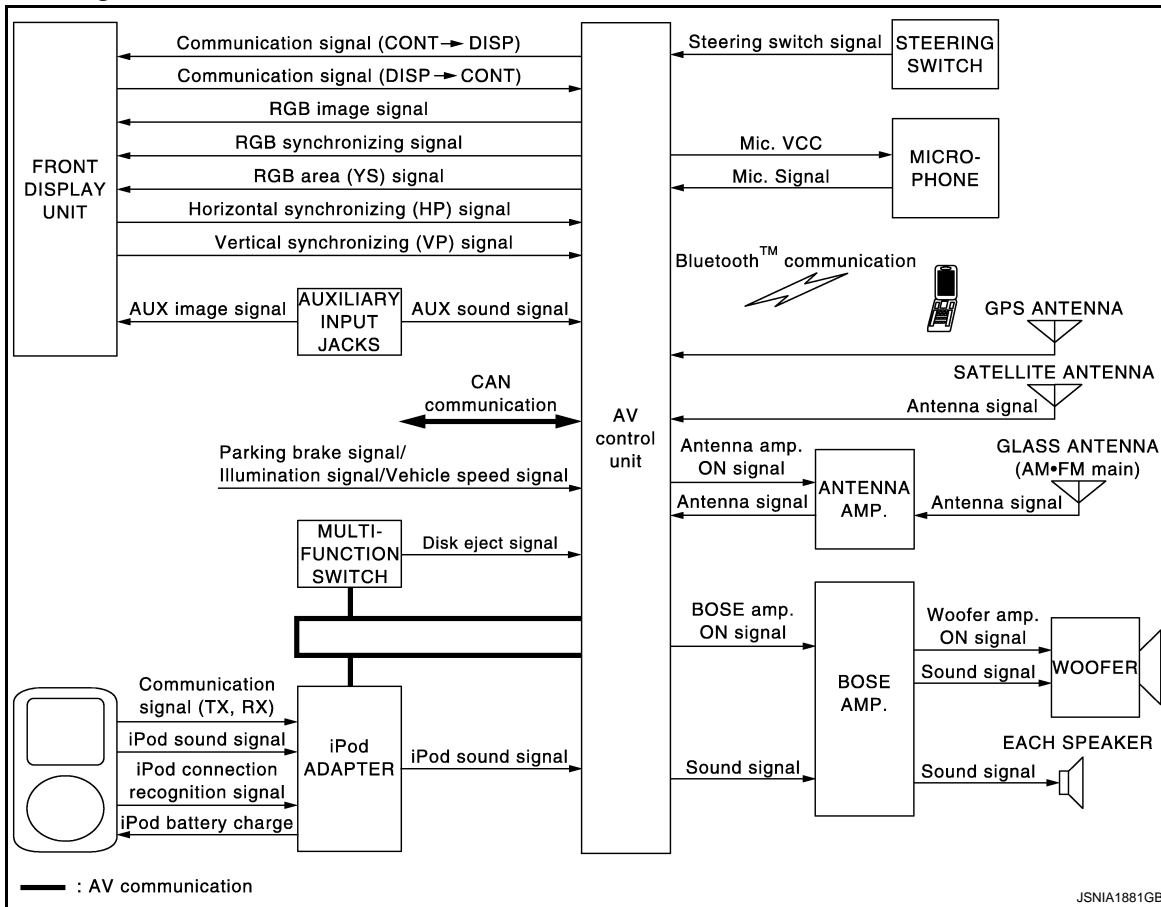 Communication signal (CONT→ DISP)
Communication signal (DISP→ CONT)
RGB image signal
RGB synchronizing signal
RGB area (YS) signal
Horizontal synchronizing (HP) signal
Vertical synchronizing (VP) signal
FRONT
DISPLAY
UNIT
AUX image signal
AUXILIARY
INPUT
JACKS
AUX sound signal
CAN
communication
Parking brake signal/
Illumination signal/Vehicle speed signal
MULTI-
FUNCTION
SWITCH
Disk eject signal
Communication
signal (TX, RX)
iPod sound signal
iPod connection
recognition signal
iPod battery charge
iPod
ADAPTER
iPod sound signal
AV
control
unit
Steering switch signal
STEERING
SWITCH
Mic. VCC
Mic. Signal
MICRO-
PHONE
Bluetooth™ communication
GPS ANTENNA
SATELLITE ANTENNA
Antenna signal
Antenna amp.
ON signal
Antenna signal
ANTENNA
AMP.
GLASS ANTENNA
(AM•FM main)
Antenna signal
BOSE amp.
ON signal
Sound signal
BOSE
AMP.
Woofer amp.
ON signal
Sound signal
WOOFER
EACH SPEAKER
Sound signal
: AV communication
JSNIA1881GB